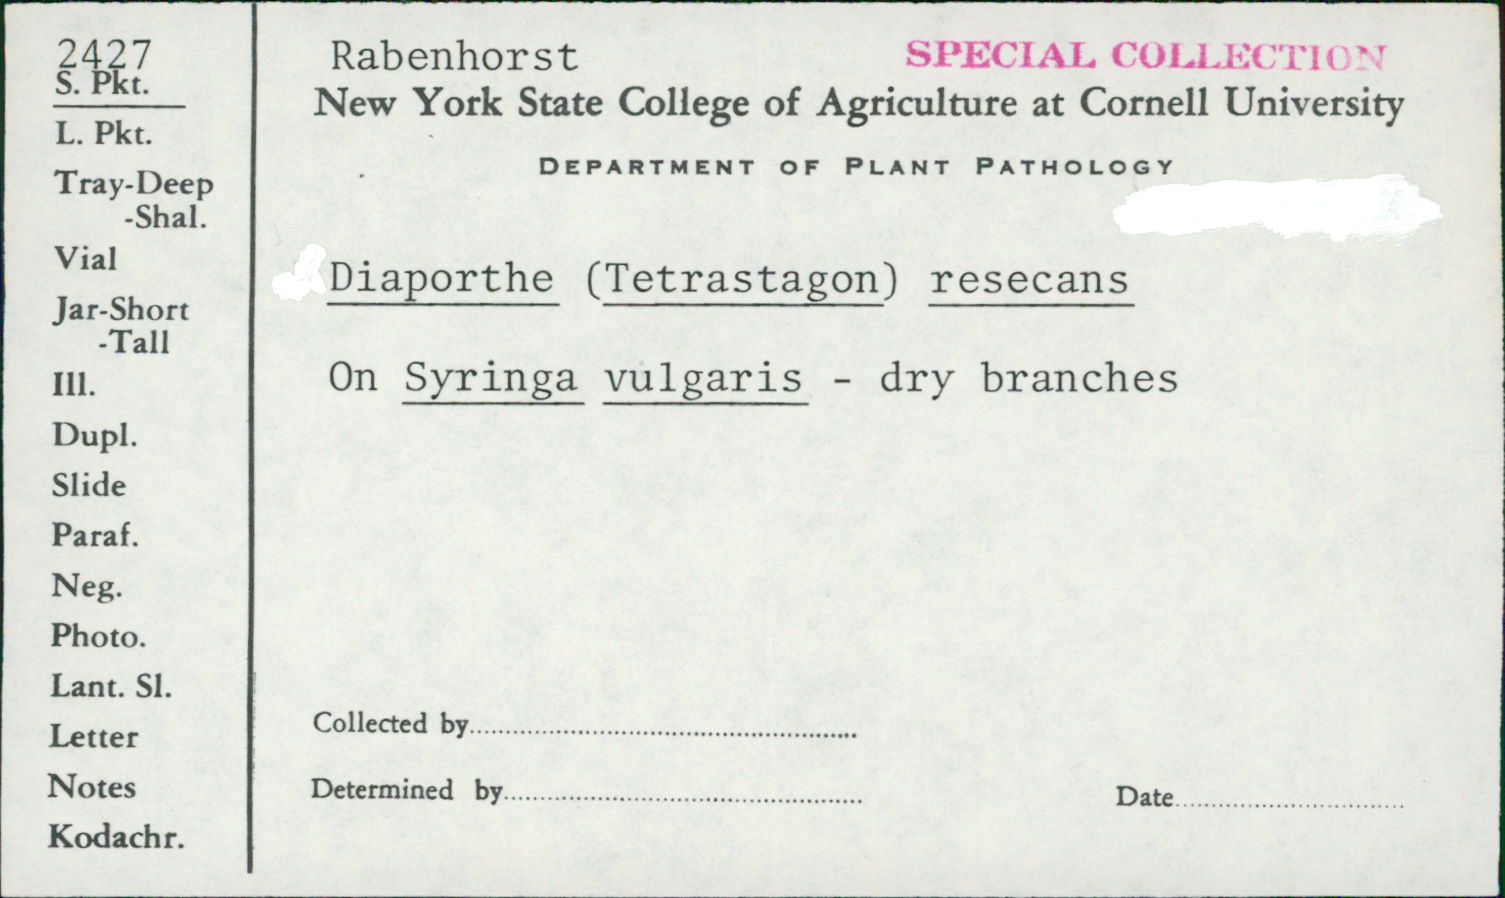 2427
S. Pkt.
L. Pkt.
Tray-Deep
-Shal.
Vial
Jar-Short
-Tall
Ill.
Dupl.
Slide
Paraf.
Neg.
Photo.
Lant. Sl.
Letter
Notes
Kodachr.
Rabenhorst SPECIAL COLLECTION
New York State College of Agriculture at Cornell University
DEPARTMENT OF PLANT PATHOLOGY
Diaporthe (Tetrastagon) resecans
On Syringa vulgaris - dry branches
Collected by
Determined by Date